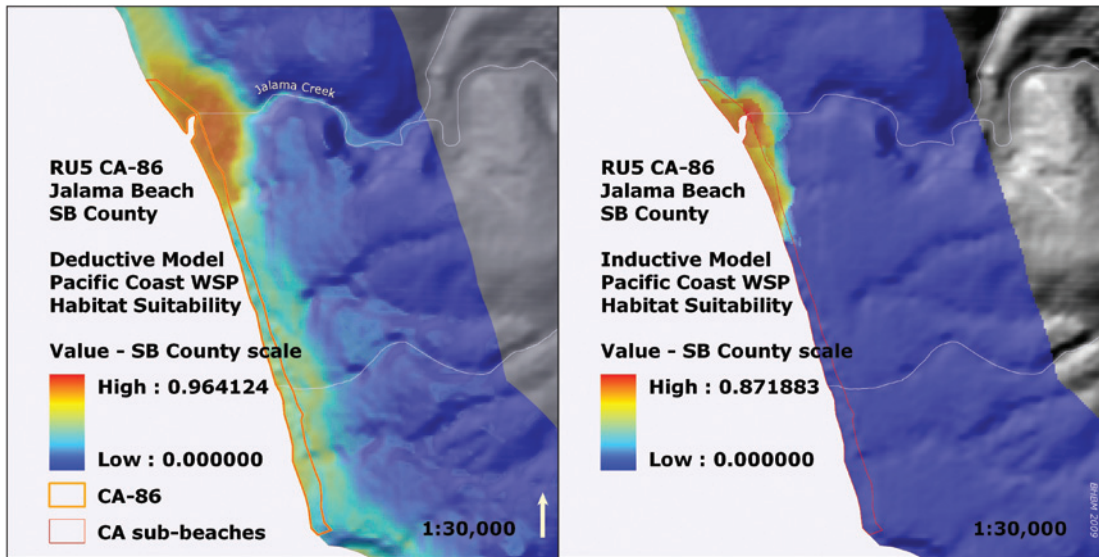 Jalama Creek
RU5 CA-86
Jalama Beach
SB County
Deductive Model
Pacific Coast WSP
Habitat Suitability
Value - SB County scale
High : 0.964124
Low : 0.000000
CA-86
CA sub-beaches
1:30,000
RU5 CA-86
Jalama Beach
SB County
Inductive Model
Pacific Coast WSP
Habitat Suitability
Value - SB County scale
High : 0.871883
Low : 0.000000
1:30,000
BHBM 2009